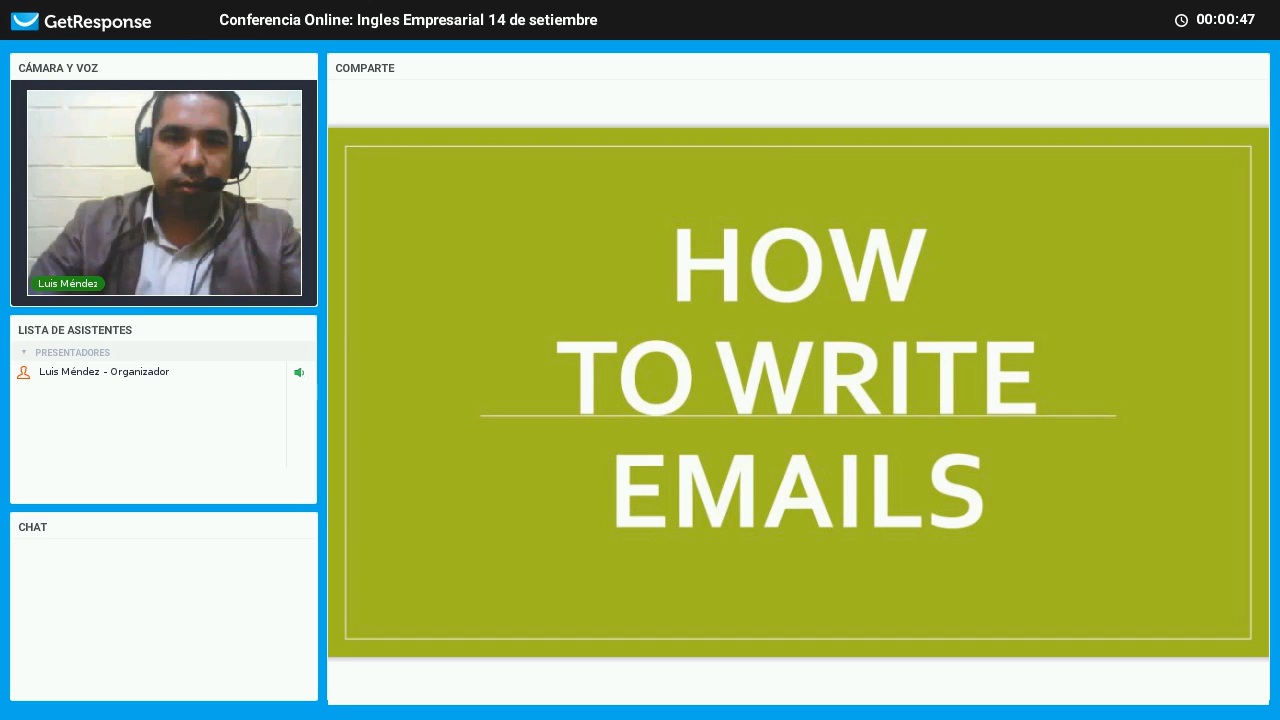 GetResponse
Conferencia Online: Ingles Empresarial 14 de setiembre
00:00:47
CÁMARA Y VOZ
Luis Méndez
LISTA DE ASISTENTES
PRESENTADORES
Luis Méndez - Organizador
CHAT
COMPARTE
HOW
TO WRITE
EMAILS